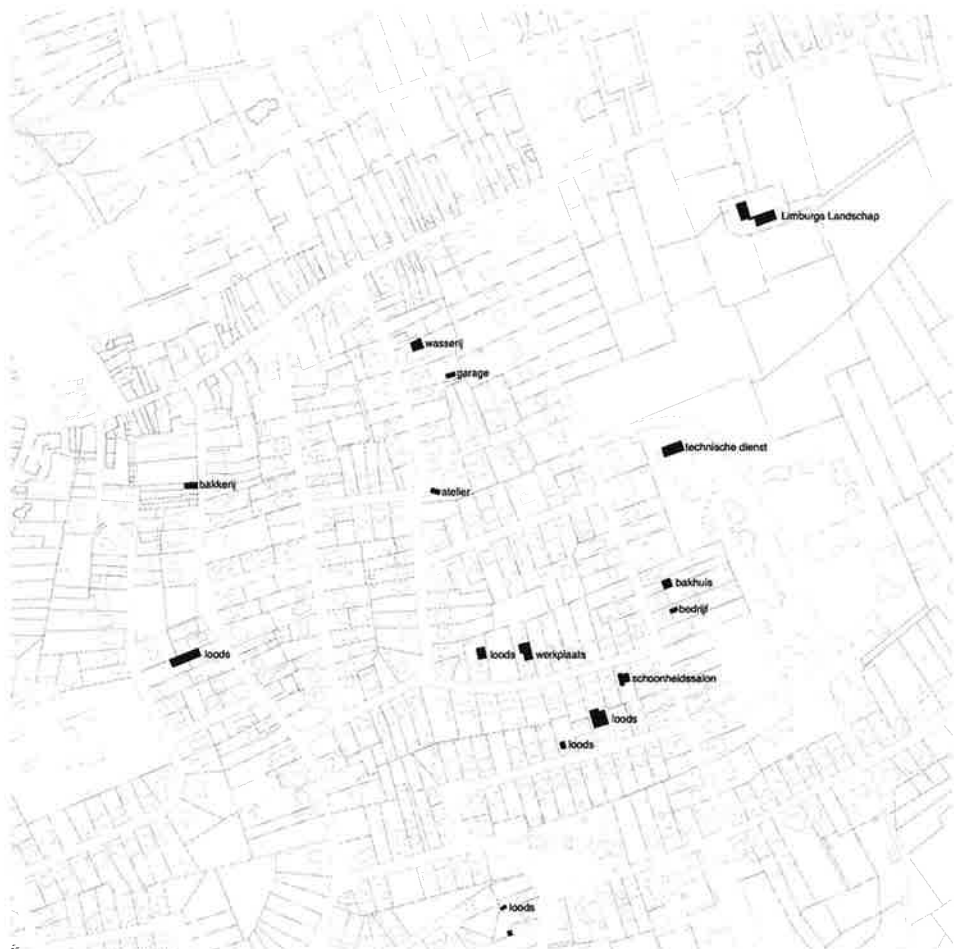 Limburgs Landschap
wasserij
garage
technische dienst
bakkerij
atelier
bakhuis
bedrijf
loods
loods
werkplaats
schoonheidssalon
loods
loods
loods